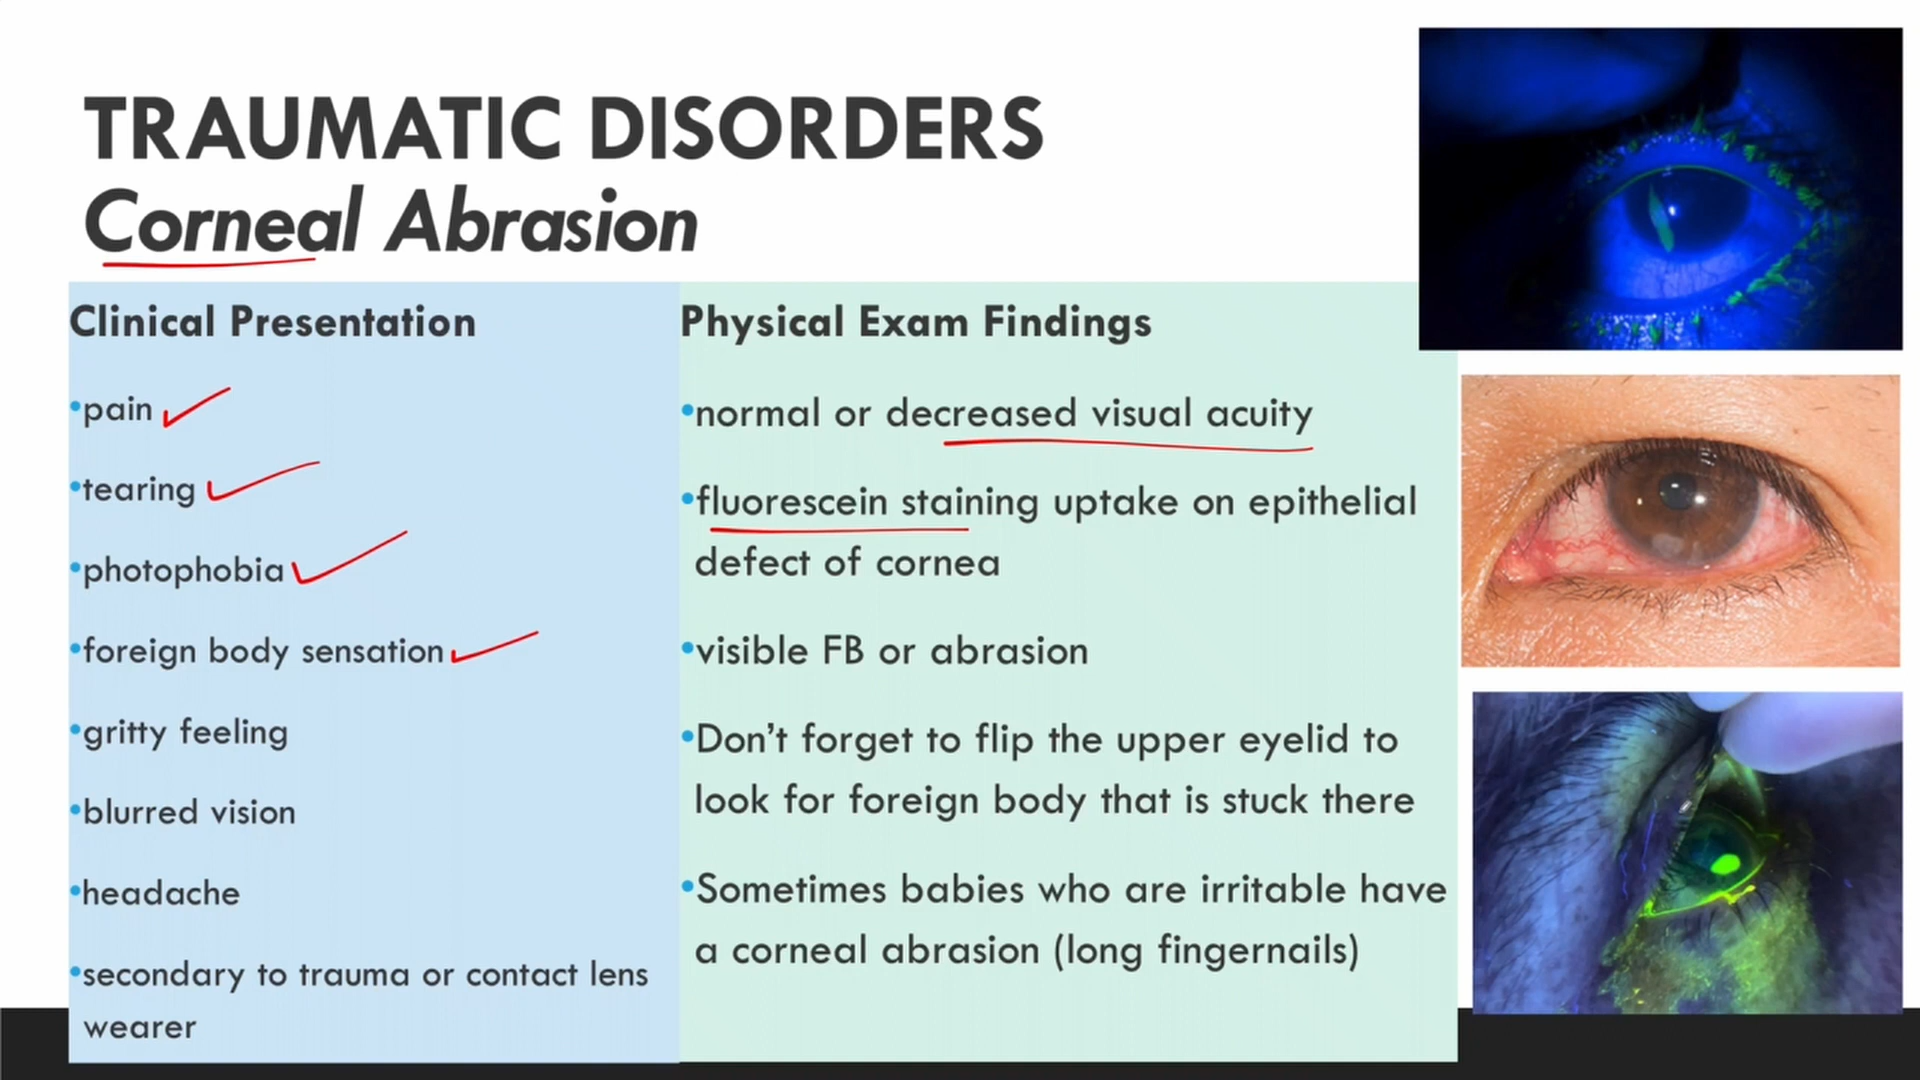 TRAUMATIC DISORDERS
Corneal Abrasion
Clinical Presentation
•pain
•tearing
•photophobia
•foreign body sensation
•gritty feeling
•blurred vision
•headache
•secondary to trauma or contact lens
wearer
Physical Exam Findings
•normal or decreased visual acuity
•fluorescein staining uptake on epithelial
defect of cornea
•visible FB or abrasion
•Don’t forget to flip the upper eyelid to
look for foreign body that is stuck there
•Sometimes babies who are irritable have
a corneal abrasion (long fingernails)